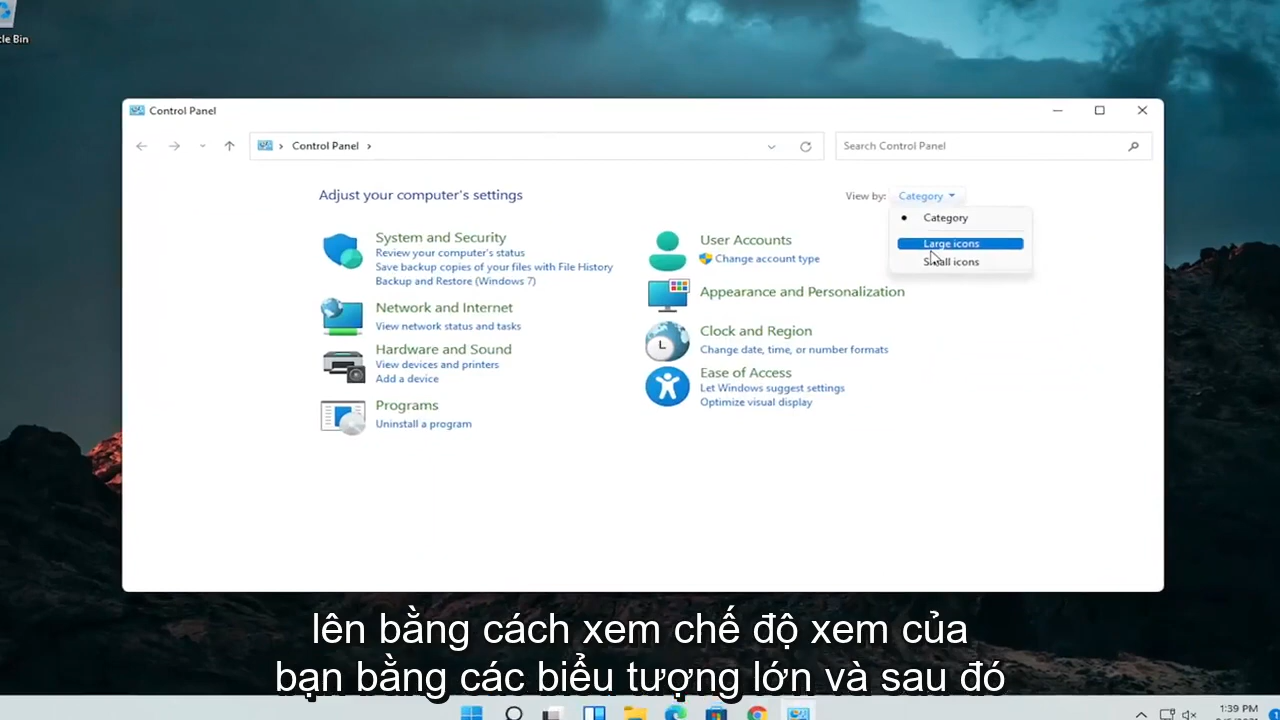 cle Bin
Control Panel
Control Panel
Search Control Panel
Adjust your computer's settings
View by: Category
Category
Large icons
Small icons
System and Security
Review your computer's status
Save backup copies of your files with File History
Backup and Restore (Windows 7)
Network and Internet
View network status and tasks
Hardware and Sound
View devices and printers
Add a device
Programs
Uninstall a program
User Accounts
Change account type
Appearance and Personalization
Clock and Region
Change date, time, or number formats
Ease of Access
Let Windows suggest settings
Optimize visual display
lên bằng cách xem chế độ xem của
bạn bằng các biểu tượng lớn và sau đó
1:39 PM